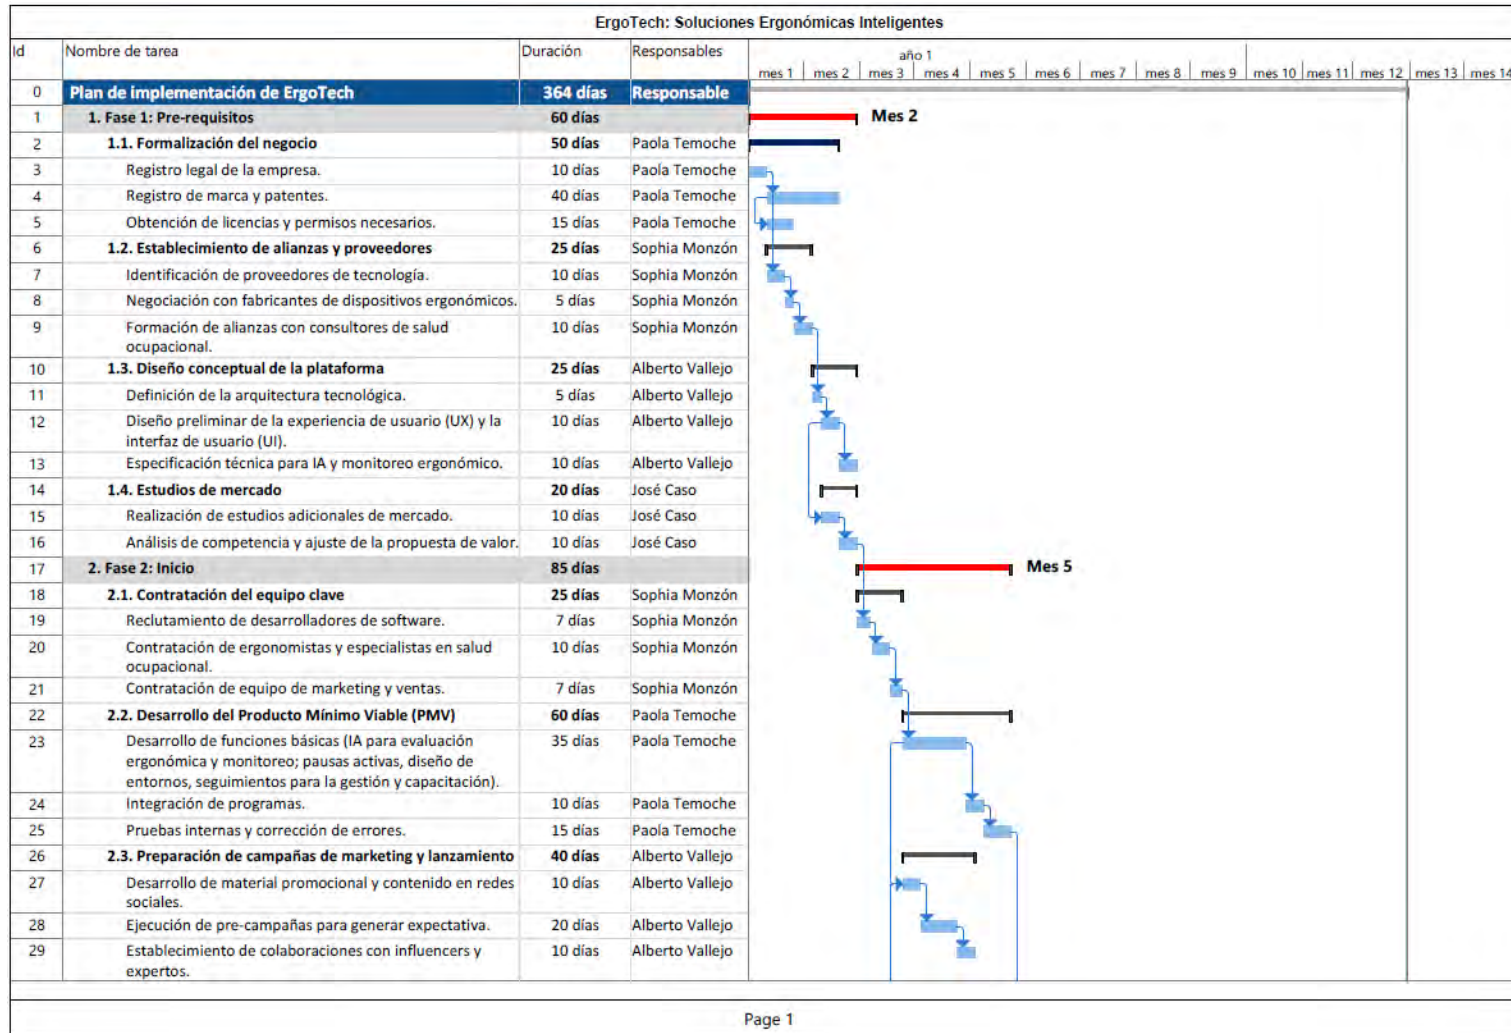 ErgoTech: Soluciones Ergonómicas Inteligentes
Id Nombre de tarea Duración Responsables año 1
mes 1 mes 2 mes 3 mes 4 mes 5 mes 6 mes 7 mes 8 mes 9 mes 10 mes 11 mes 12 mes 13 mes 14
0 Plan de implementación de ErgoTech 364 días Responsable
1 1. Fase 1: Pre-requisitos 60 días Mes 2
2 1.1. Formalización del negocio 50 días Paola Temoche
3 Registro legal de la empresa. 10 días Paola Temoche
4 Registro de marca y patentes. 40 días Paola Temoche
5 Obtención de licencias y permisos necesarios. 15 días Paola Temoche
6 1.2. Establecimiento de alianzas y proveedores 25 días Sophia Monzón
7 Identificación de proveedores de tecnología. 10 días Sophia Monzón
8 Negociación con fabricantes de dispositivos ergonómicos. 5 días Sophia Monzón
9 Formación de alianzas con consultores de salud 10 días Sophia Monzón
ocupacional.
10 1.3. Diseño conceptual de la plataforma 25 días Alberto Vallejo
11 Definición de la arquitectura tecnológica. 5 días Alberto Vallejo
12 Diseño preliminar de la experiencia de usuario (UX) y la 10 días Alberto Vallejo
interfaz de usuario (UI).
13 Especificación técnica para IA y monitoreo ergonómico. 10 días Alberto Vallejo
14 1.4. Estudios de mercado 20 días José Caso
15 Realización de estudios adicionales de mercado. 10 días José Caso
16 Análisis de competencia y ajuste de la propuesta de valor. 10 días José Caso
17 2. Fase 2: Inicio 85 días Mes 5
18 2.1. Contratación del equipo clave 25 días Sophia Monzón
19 Reclutamiento de desarrolladores de software. 7 días Sophia Monzón
20 Contratación de ergonomistas y especialistas en salud 10 días Sophia Monzón
ocupacional.
21 Contratación de equipo de marketing y ventas. 7 días Sophia Monzón
22 2.2. Desarrollo del Producto Mínimo Viable (PMV) 60 días Paola Temoche
23 Desarrollo de funciones básicas (IA para evaluación 35 días Paola Temoche
ergonómica y monitoreo; pausas activas, diseño de
entornos, seguimientos para la gestión y capacitación).
24 Integración de programas. 10 días Paola Temoche
25 Pruebas internas y corrección de errores. 15 días Paola Temoche
26 2.3. Preparación de campañas de marketing y lanzamiento 40 días Alberto Vallejo
27 Desarrollo de material promocional y contenido en redes 10 días Alberto Vallejo
sociales.
28 Ejecución de pre-campañas para generar expectativa. 20 días Alberto Vallejo
29 Establecimiento de colaboraciones con influencers y 10 días Alberto Vallejo
expertos.
Page 1